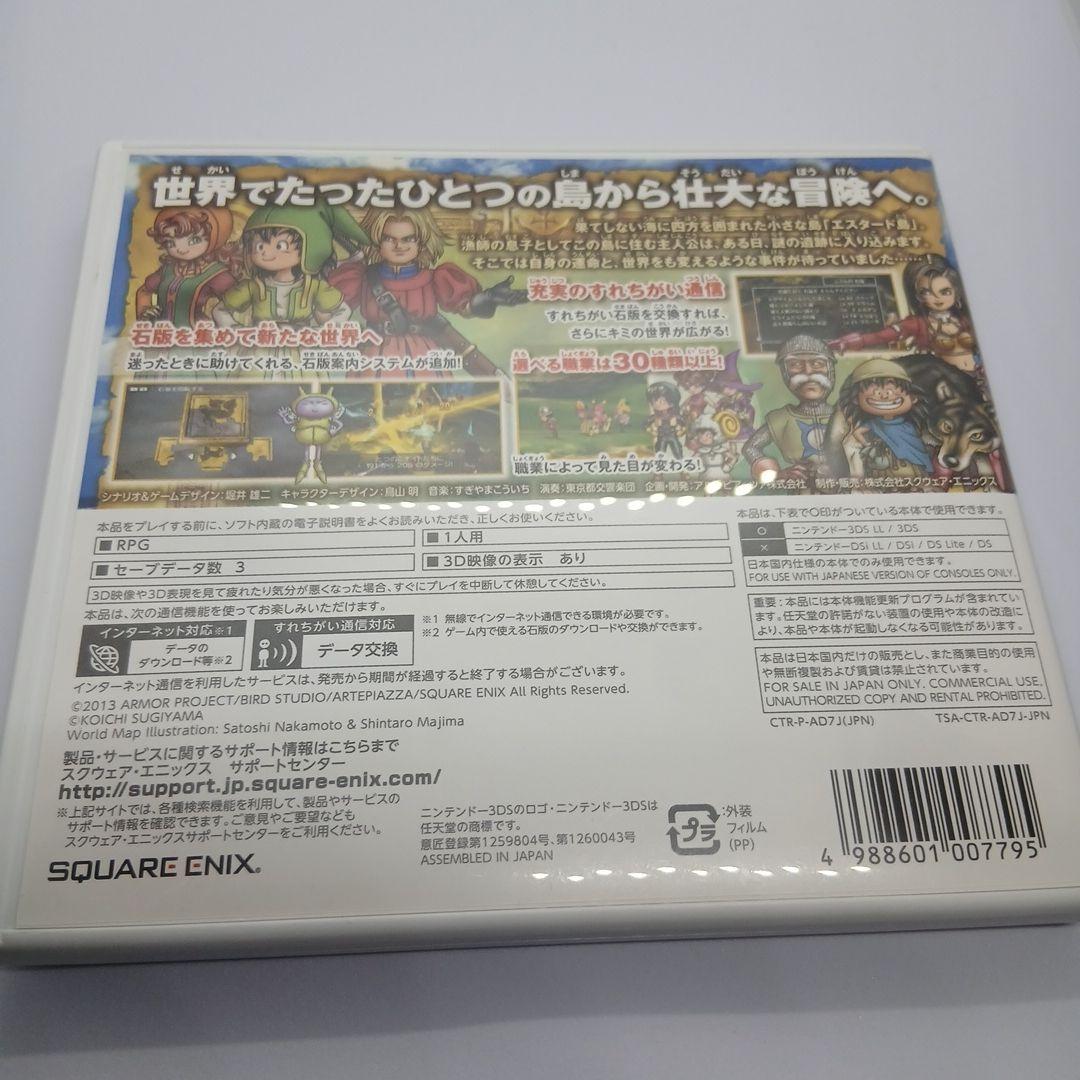 世界でたったひとつの島から壮大な冒険へ。
果てしない海に四方を囲まれた小さな島「エスタード島」
漁師の息子としてこの島に住む主人公は、ある日、謎の遺跡に入り込みます。
そこでは自身の運命と、世界をも変えるような事件が待っていました……！
充実のすれちがい通信
すれちがい石版を交換すれば、
さらにキミの世界が広がる!
石版を集めて新たな世界へ
迷ったときに助けてくれる、石版案内システムが追加!
選べる職業は30種類以上!
職業によって見た目が変わる!
シナリオ&ゲームデザイン:堀井 雄二 キャラクターデザイン:鳥山 明 音楽:すぎやまこういち 演奏:東京都交響楽団 企画・開発: 制作・販売:株式会社スクウェア・エニックス
本品をプレイする前に、ソフト内蔵の電子説明書をよくお読みいただき、正しくお使いください。
■RPG
■1人用
■セーブデータ数 3
■3D映像の表示 あり
3D映像や3D表現を見て疲れたり気分が悪くなった場合、すぐにプレイを中断して休憩してください。
本品は、次の通信機能を使ってお楽しみいただけます。
インターネット対応※1
データの
ダウンロード等※2
すれちがい通信対応
データ交換
※1 無線でインターネット通信できる環境が必要です。
※2 ゲーム内で使える石版のダウンロードや交換ができます。
インターネット通信を利用したサービスは、発売から期間が経過すると終了する場合がございます。
©2013 ARMOR PROJECT/BIRD STUDIO/ARTEPIAZZA/SQUARE ENIX All Rights Reserved.
©KOICHI SUGIYAMA
World Map Illustration: Satoshi Nakamoto & Shintaro Majima
製品・サービスに関するサポート情報はこちらまで
スクウェア・エニックス サポートセンター
http://support.jp.square-enix.com/
※上記サイトでは、各種検索機能を利用して、製品やサービスの
サポート情報を確認できます。ご意見やご要望なども
スクウェア・エニックスサポートセンターをご利用ください。
SQUARE ENIX.
本品は、下表で○印がついている本体で使用できます。
○ ニンテンドー3DS LL / 3DS
× ニンテンドーDSi LL / DSi / DS Lite / DS
日本国内仕様の本体でのみ使用できます。
FOR USE WITH JAPANESE VERSION OF CONSOLES ONLY.
重要:本品には本体機能更新プログラムが含まれてい
ます。任天堂の許諾がない装置の使用や本体の改造に
より、本品や本体が起動しなくなる可能性があります。
本品は日本国内だけの販売とし、また商業目的の使用
や無断複製および賃貸は禁止されています。
FOR SALE IN JAPAN ONLY. COMMERCIAL USE,
UNAUTHORIZED COPY AND RENTAL PROHIBITED.
CTR-P-AD7J(JPN)
TSA-CTR-AD7J-JPN
ニンテンドー3DSのロゴ・ニンテンドー3DSは
任天堂の商標です。
意匠登録第1259804号、第1260043号
ASSEMBLED IN JAPAN
プラ
:外装
フィルム
(PP)
4 988601 007795